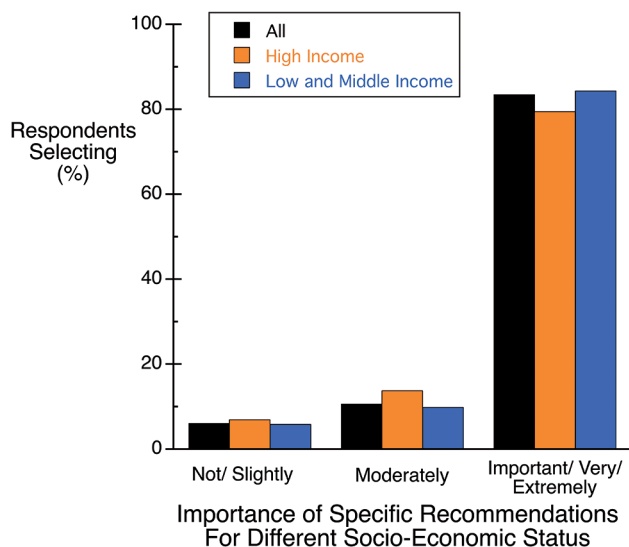 100
80
60
40
20
0
Respondents
Selecting
(%)
All
High Income
Low and Middle Income
Not/ Slightly
Moderately
Important/ Very/
Extremely
Importance of Specific Recommendations
For Different Socio-Economic Status